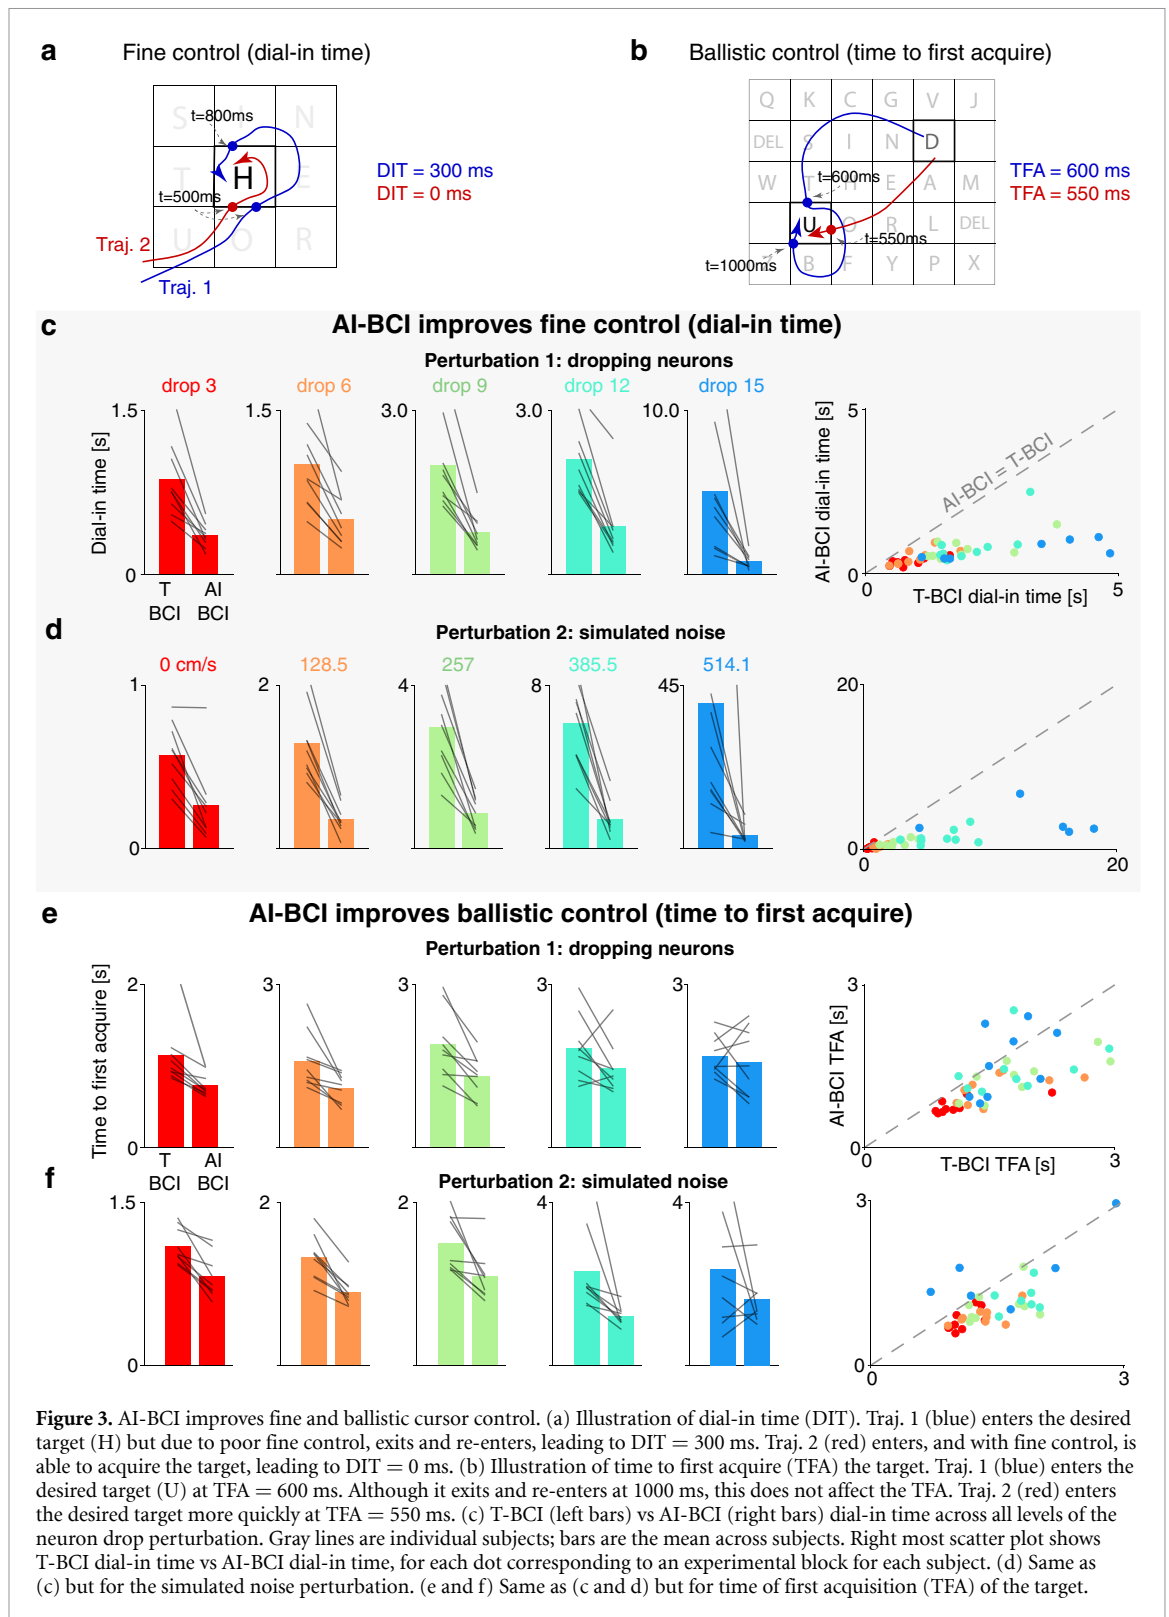 a Fine control (dial-in time)
S I N
t=800ms
T H E
t=500ms
U O R
Traj. 2
Traj. 1
DIT = 300 ms
DIT = 0 ms
b Ballistic control (time to first acquire)
Q K C G V J
DEL S I N D
W T H E A M
t=600ms
U O R L DEL
t=550ms
t=1000ms
B F Y P X
TFA = 600 ms
TFA = 550 ms
c AI-BCI improves fine control (dial-in time)
Perturbation 1: dropping neurons
drop 3 drop 6 drop 9 drop 12 drop 15
1.5 1.5 3.0 3.0 10.0 5
Dial-in time [s]
AI-BCI dial-in time [s]
AI-BCI = T-BCI
0 0
T BCI AI BCI
0 5
T-BCI dial-in time [s]
d Perturbation 2: simulated noise
0 cm/s 128.5 257 385.5 514.1
1 2 4 8 45 20
0 0
0 20
e AI-BCI improves ballistic control (time to first acquire)
Perturbation 1: dropping neurons
2 3 3 3 3 3
Time to first acquire [s]
AI-BCI TFA [s]
0 0
T BCI AI BCI
0 3
T-BCI TFA [s]
f Perturbation 2: simulated noise
1.5 2 2 4 4 3
0 0
0 3
Figure 3. AI-BCI improves fine and ballistic cursor control. (a) Illustration of dial-in time (DIT). Traj. 1 (blue) enters the desired
target (H) but due to poor fine control, exits and re-enters, leading to DIT = 300 ms. Traj. 2 (red) enters, and with fine control, is
able to acquire the target, leading to DIT = 0 ms. (b) Illustration of time to first acquire (TFA) the target. Traj. 1 (blue) enters the
desired target (U) at TFA = 600 ms. Although it exits and re-enters at 1000 ms, this does not affect the TFA. Traj. 2 (red) enters
the desired target more quickly at TFA = 550 ms. (c) T-BCI (left bars) vs AI-BCI (right bars) dial-in time across all levels of the
neuron drop perturbation. Gray lines are individual subjects; bars are the mean across subjects. Right most scatter plot shows
T-BCI dial-in time vs AI-BCI dial-in time, for each dot corresponding to an experimental block for each subject. (d) Same as
(c) but for the simulated noise perturbation. (e and f) Same as (c and d) but for time of first acquisition (TFA) of the target.